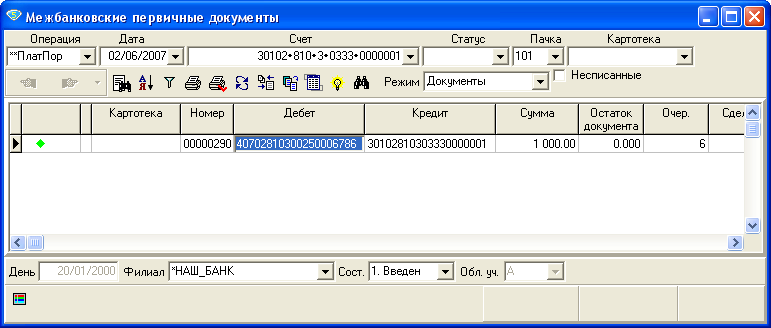 Межбанковские первичные документы
Операция Дата Счет Статус Пачка Картотека
**ПлатПор 02/06/2007 30102•810•3•0333•0000001 101
Режим Документы Несписанные
Картотека Номер Дебет Кредит Сумма Остаток документа Очер. Сдел
00000290 40702810300250006786 30102810303330000001 1 000.00 0.000 6
День 20/01/2000 Филиал *НАШ_БАНК Сост. 1. Введен Обл. уч. А